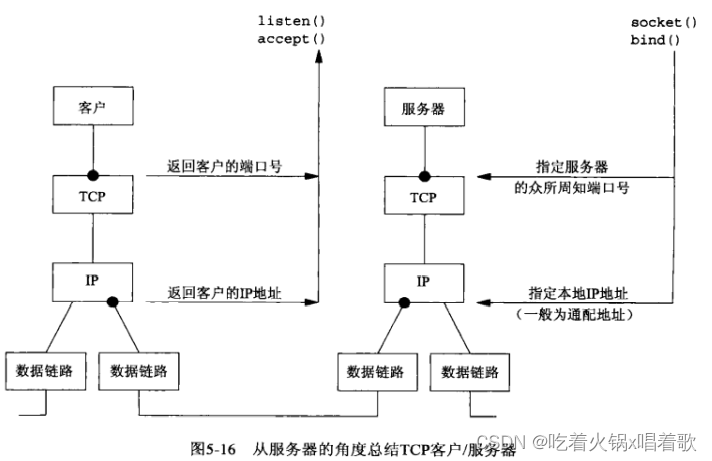 listen()
accept()
socket()
bind()
客户
服务器
返回客户的端口号
指定服务器
的众所周知端口号
TCP
TCP
IP
IP
返回客户的IP地址
指定本地IP地址
(一般为通配地址)
数据链路
数据链路
数据链路
数据链路
图5-16 从服务器的角度总结TCP客户/服务器
CSDN @吃着火锅x唱着歌